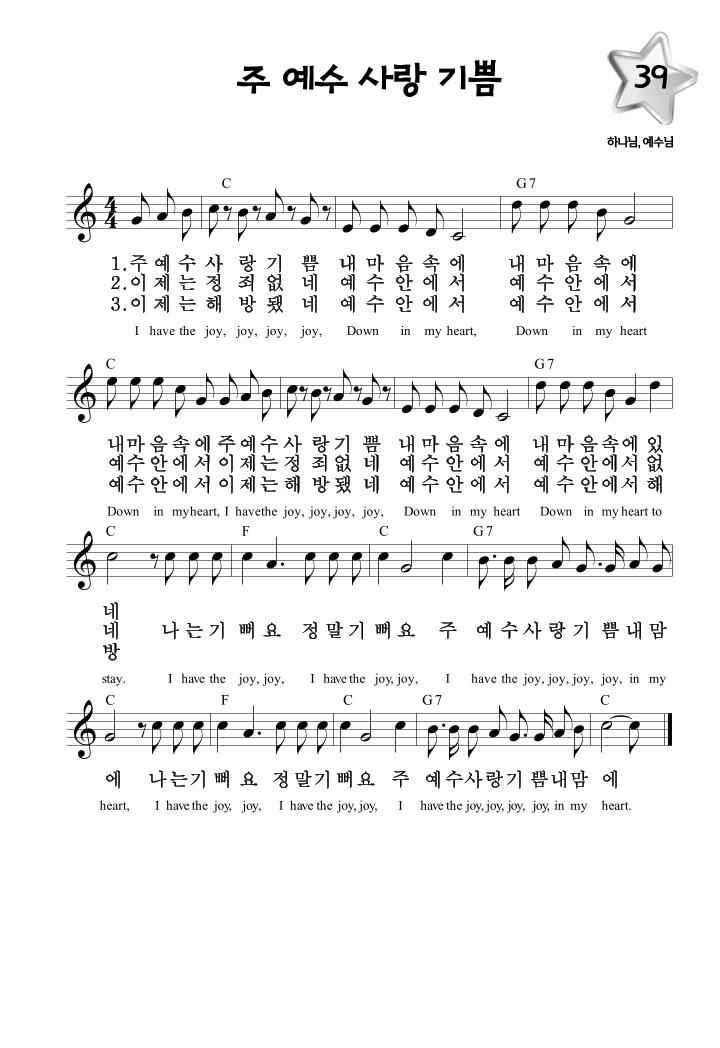 주 예수 사랑 기쁨
39
하나님, 예수님
C G7
1.주 예 수 사 랑 기 쁨 내 마 음 속 에 내 마 음 속 에
2.이 제 는 정 죄 없 네 예 수 안 에 서 예 수 안 에 서
3.이 제 는 해 방 됐 네 예 수 안 에 서 예 수 안 에 서
I have the joy, joy, joy, joy, Down in my heart, Down in my heart
C G7
내 마 음 속 에 주 예 수 사 랑 기 쁨 내 마 음 속 에 내 마 음 속에 있
예 수 안 에 서 이 제 는 정 죄 없 네 예 수 안 에 서 예 수 안 에 서 없
예 수 안 에 서 이 제 는 해 방 됐 네 예 수 안 에 서 예 수 안 에 서 해
Down in my heart, I have the joy, joy, joy, joy, Down in my heart Down in my heart to
C F C G7
네
네 나 는 기 뻐 요 정 말 기 뻐 요 주 예 수 사 랑 기 쁨 내 맘
방
stay. I have the joy, joy, I have the joy, joy, I have the joy, joy, joy, joy, in my
C F C G7 C
에 나 는 기 뻐 요 정 말 기 뻐 요 주 예 수 사 랑 기 쁨 내 맘 에
heart, I have the joy, joy, I have the joy, joy, I have the joy, joy, joy, joy, in my heart.